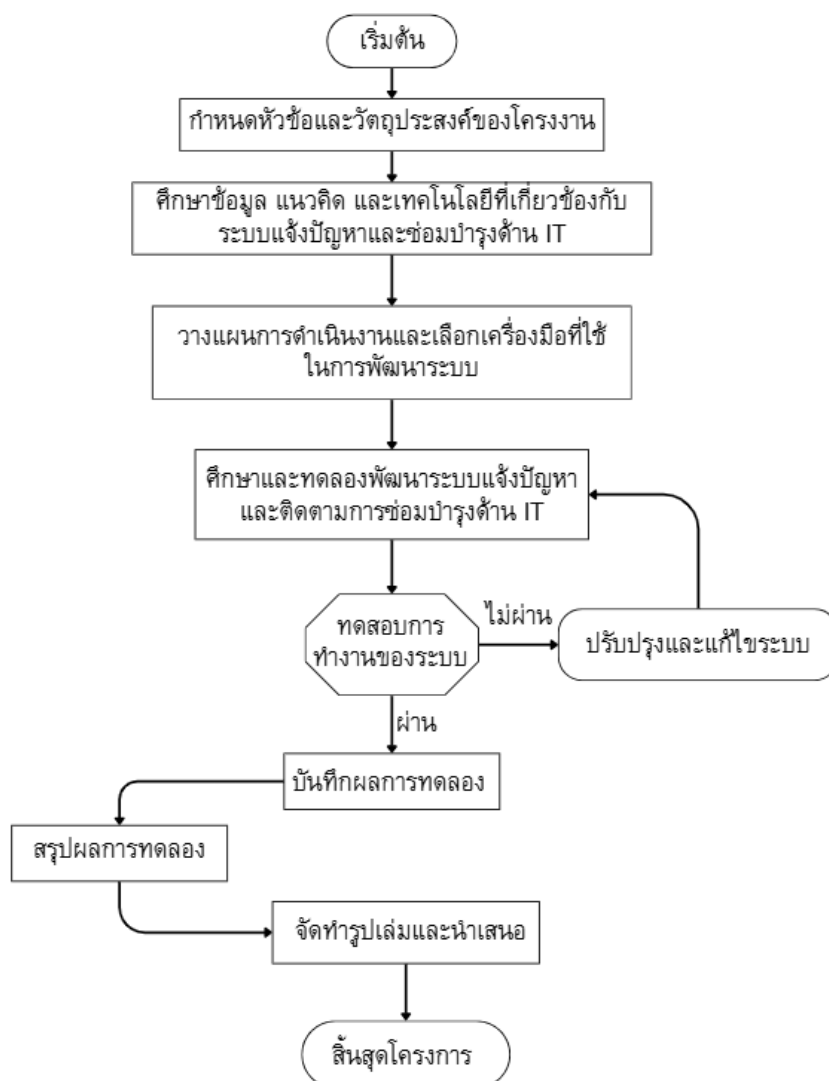 เริ่มต้น
กำหนดหัวข้อและวัตถุประสงค์ของโครงงาน
ศึกษาข้อมูล แนวคิด และเทคโนโลยีที่เกี่ยวข้องกับ
ระบบแจ้งปัญหาและซ่อมบำรุงด้าน IT
วางแผนการดำเนินงานและเลือกเครื่องมือที่ใช้
ในการพัฒนาระบบ
ศึกษาและทดลองพัฒนาระบบแจ้งปัญหา
และติดตามการซ่อมบำรุงด้าน IT
ทดสอบการ
ทำงานของระบบ
ไม่ผ่าน
ปรับปรุงและแก้ไขระบบ
ผ่าน
บันทึกผลการทดลอง
สรุปผลการทดลอง
จัดทำรูปเล่มและนำเสนอ
สิ้นสุดโครงการ